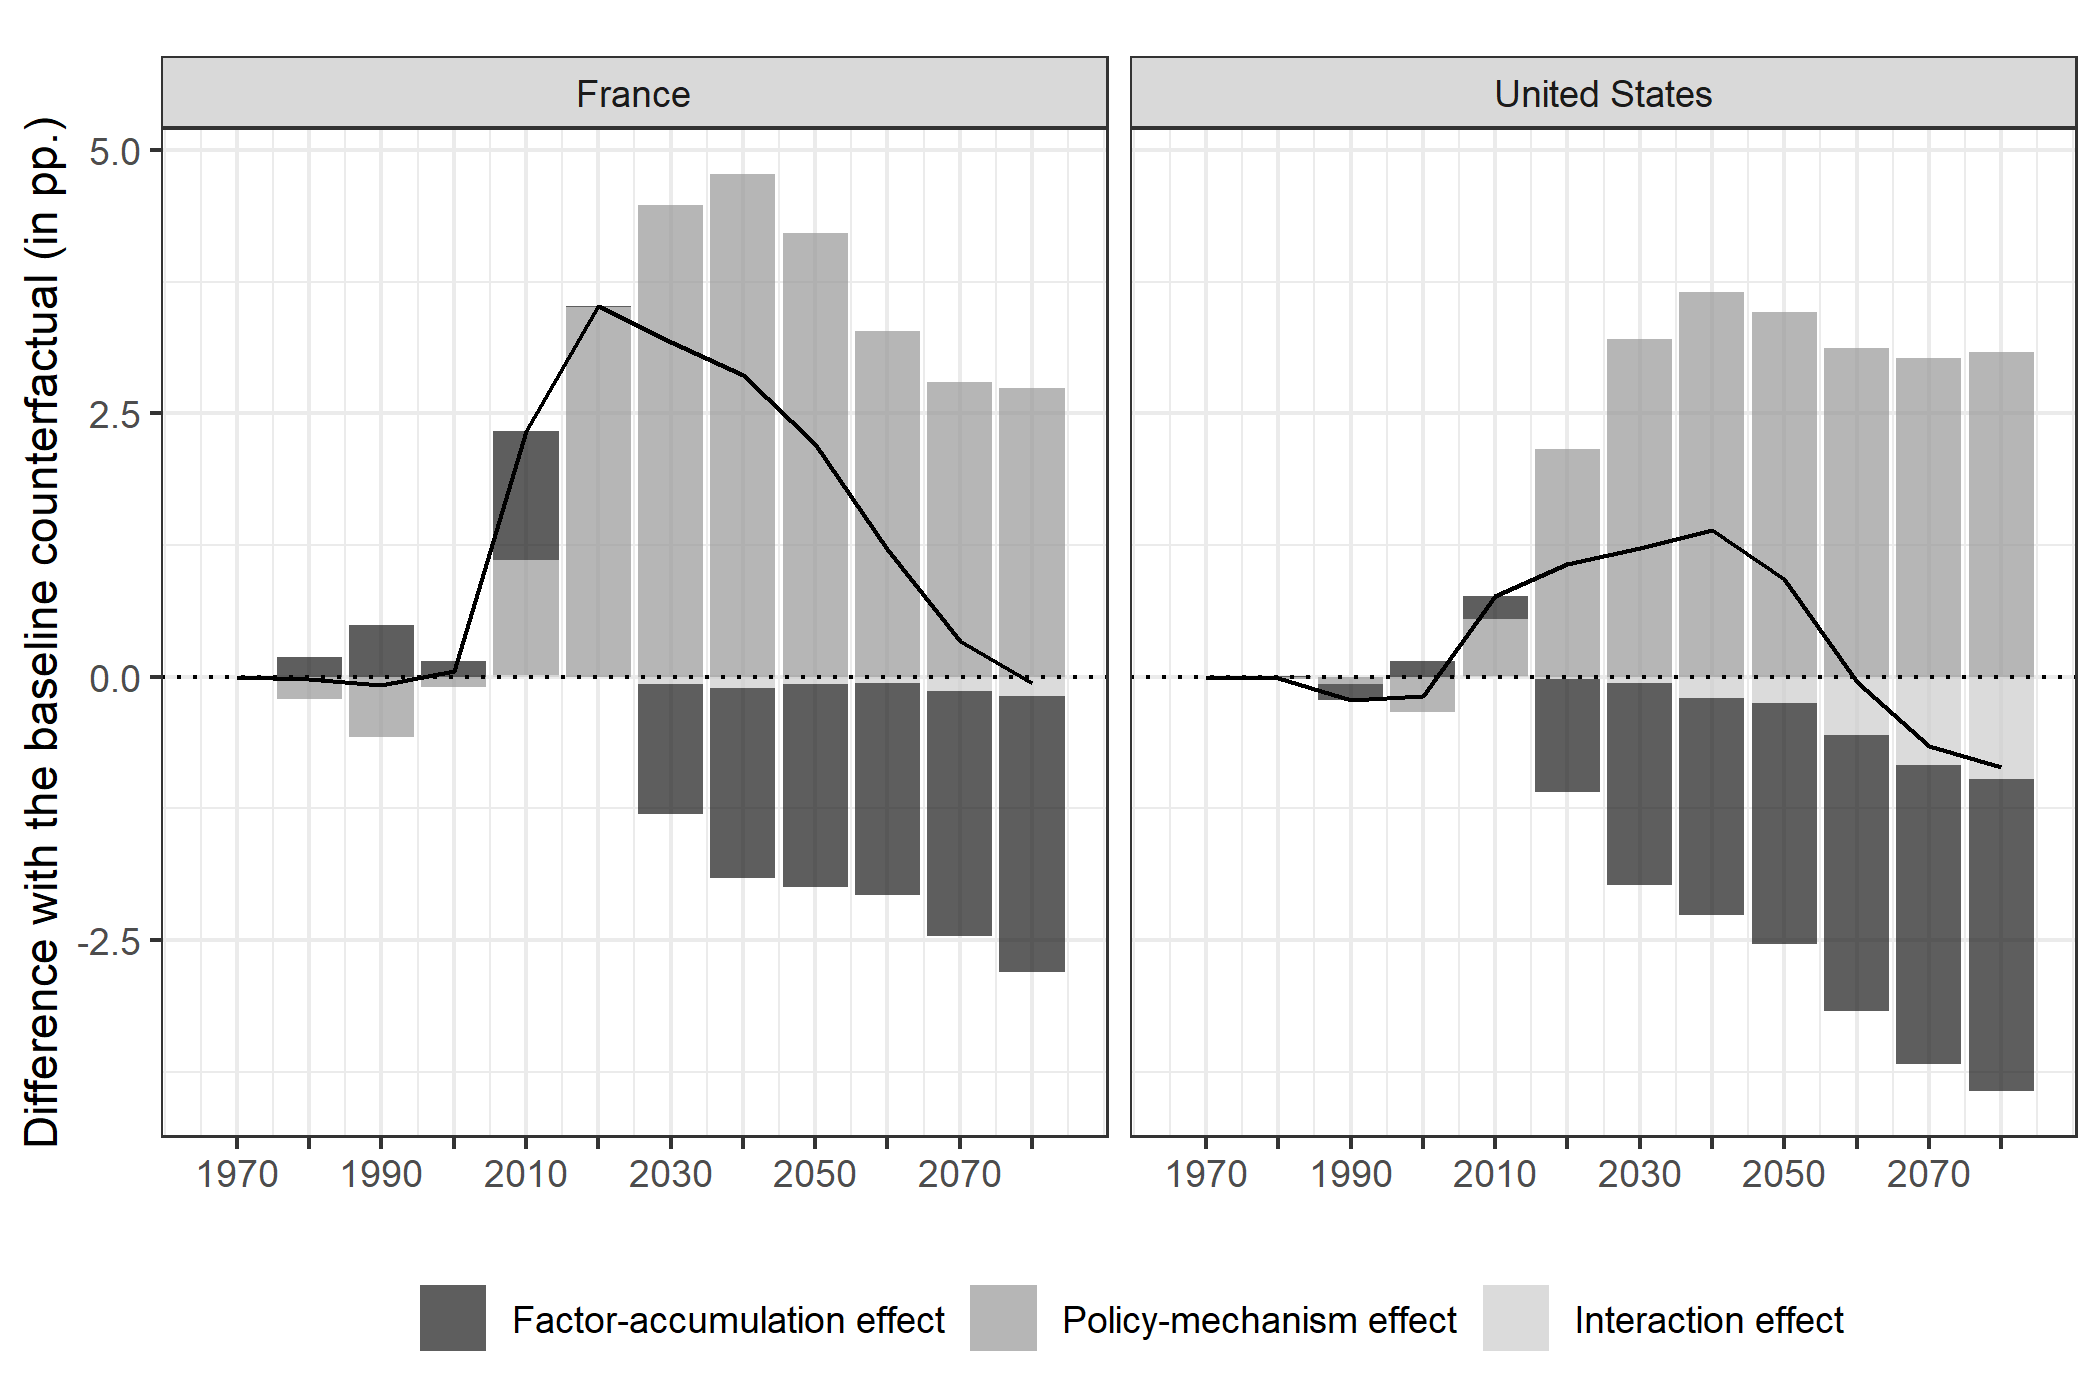 France
United States
Difference with the baseline counterfactual (in pp.)
5.0
2.5
0.0
-2.5
1970 1990 2010 2030 2050 2070
1970 1990 2010 2030 2050 2070
Factor-accumulation effect
Policy-mechanism effect
Interaction effect